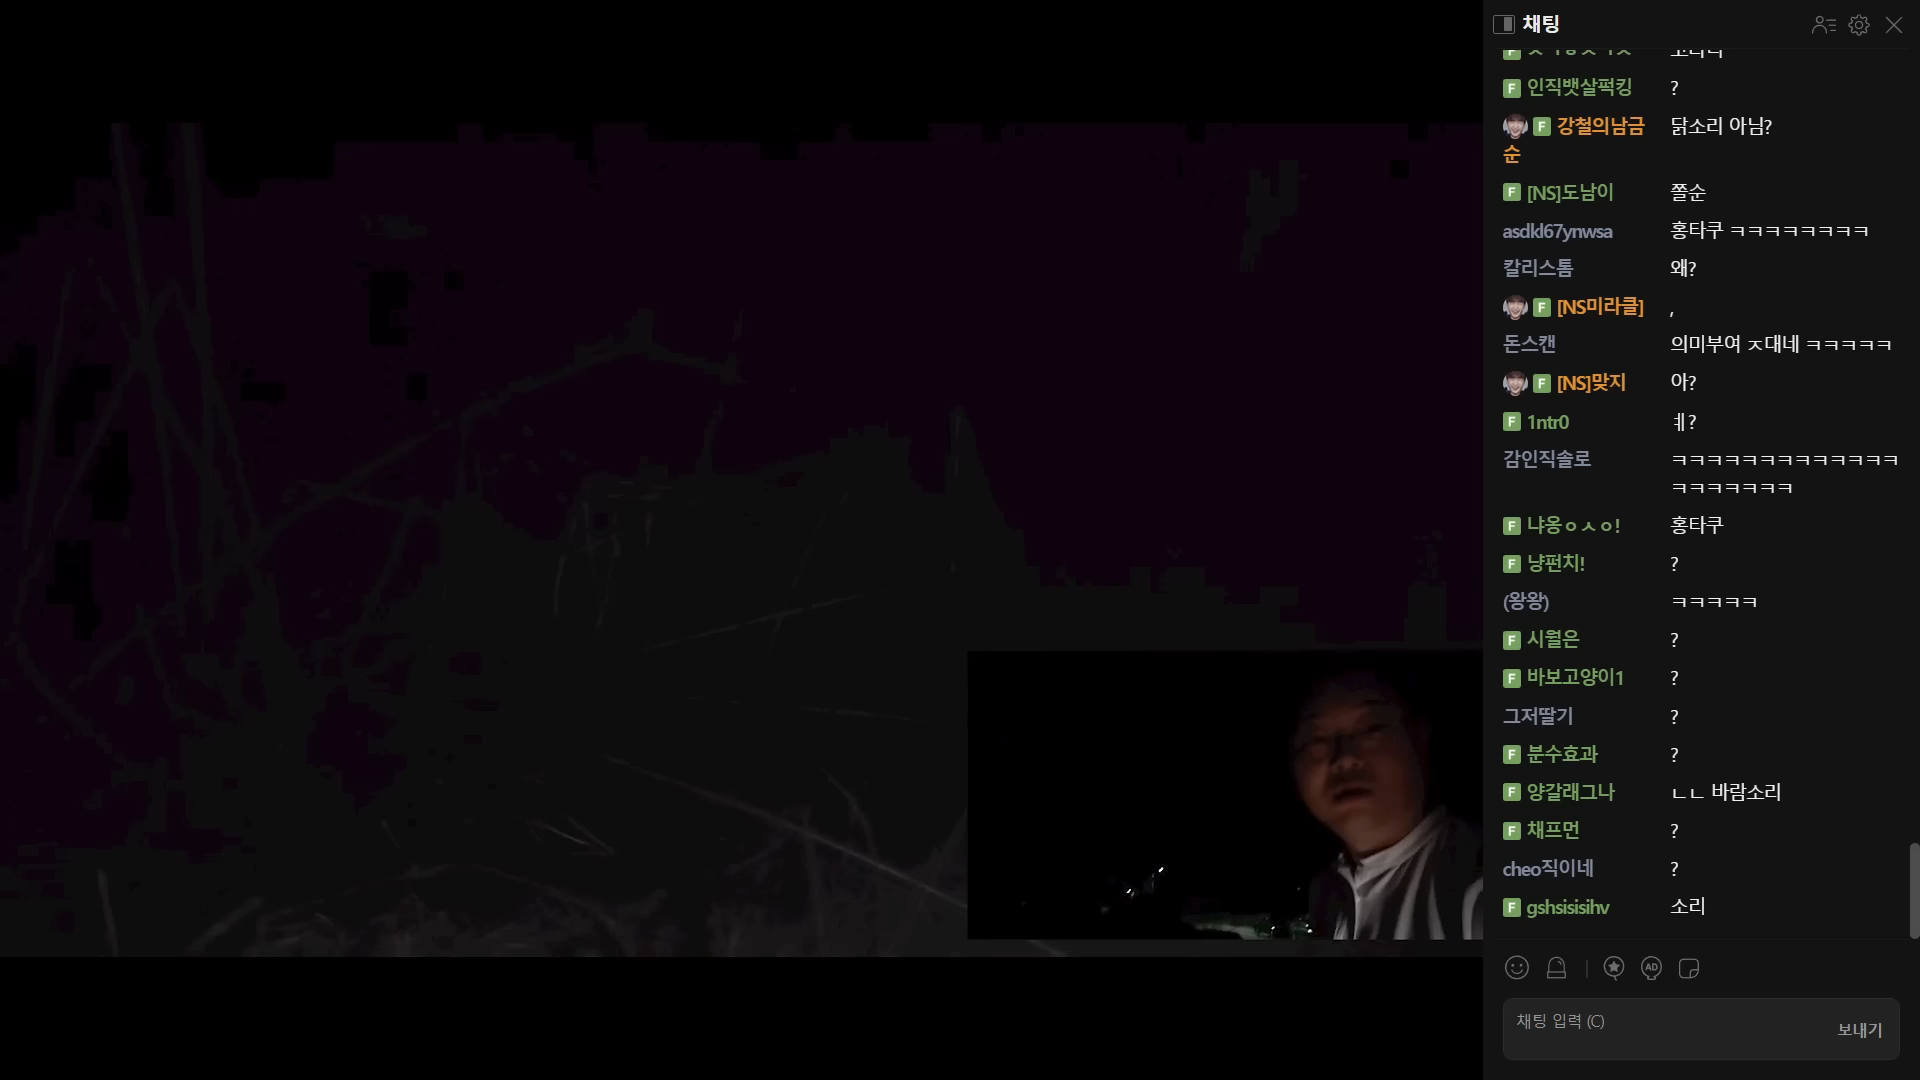 채팅
F 인직뱃살퍽킹 ?
F 강철의남금순 닭소리 아님?
F [NS]도남이 쫄순
asdkl67ynwsa 홍타쿠 ㅋㅋㅋㅋㅋㅋㅋㅋ
칼리스톰 왜?
F [NS미라클] ,
돈스캔 의미부여 ㅈ대네 ㅋㅋㅋㅋㅋ
F [NS]맞지 아?
F 1ntr0 ㅖ?
감인직솔로 ㅋㅋㅋㅋㅋㅋㅋㅋㅋㅋㅋㅋㅋ
ㅋㅋㅋㅋㅋㅋㅋ
F 냐옹ㅇㅅㅇ! 홍타쿠
F 냥펀치! ?
(왕왕) ㅋㅋㅋㅋㅋ
F 시월은 ?
F 바보고양이1 ?
그저딸기 ?
F 분수효과 ?
F 양갈래그나 ㄴㄴ 바람소리
F 채프먼 ?
cheo직이네 ?
F gshsisisihv 소리
AD
채팅 입력 (C)
보내기